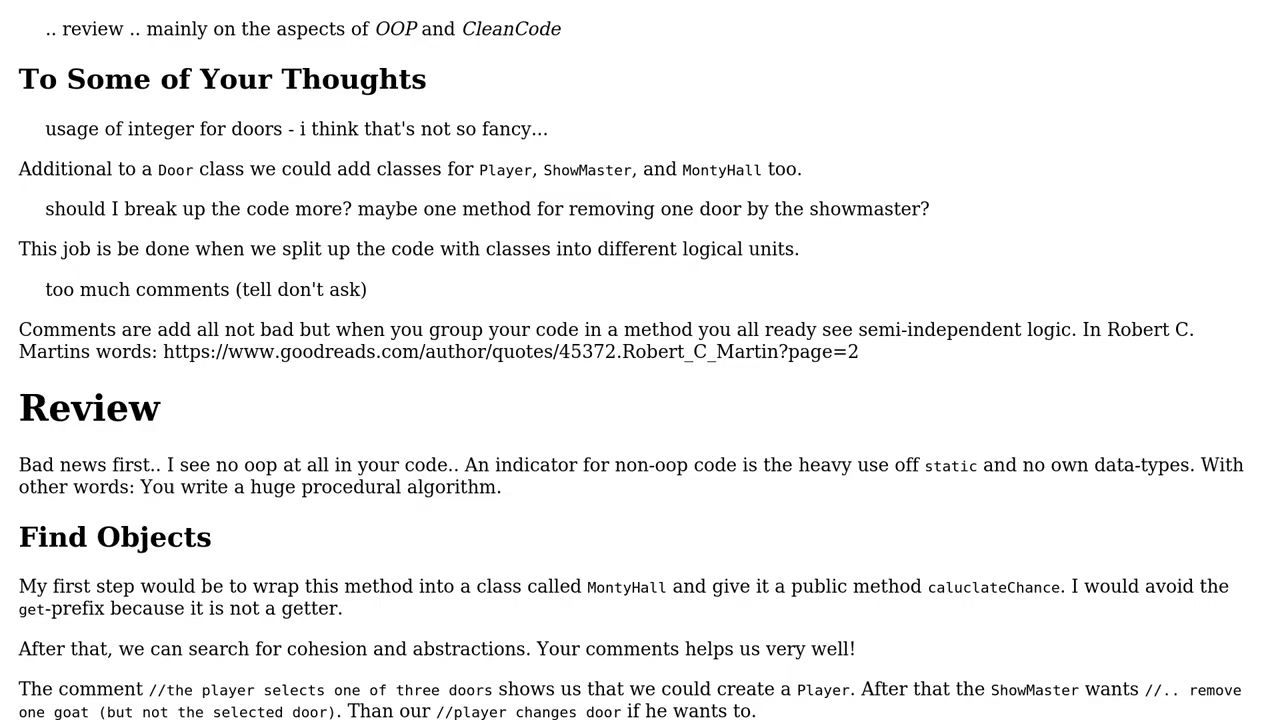 .. review .. mainly on the aspects of OOP and CleanCode
To Some of Your Thoughts
usage of integer for doors - i think that's not so fancy...
Additional to a Door class we could add classes for Player, ShowMaster, and MontyHall too.
should I break up the code more? maybe one method for removing one door by the showmaster?
This job is be done when we split up the code with classes into different logical units.
too much comments (tell don't ask)
Comments are add all not bad but when you group your code in a method you all ready see semi-independent logic. In Robert C.
Martins words: https://www.goodreads.com/author/quotes/45372.Robert_C_Martin?page=2
Review
Bad news first.. I see no oop at all in your code.. An indicator for non-oop code is the heavy use off static and no own data-types. With
other words: You write a huge procedural algorithm.
Find Objects
My first step would be to wrap this method into a class called MontyHall and give it a public method caluclateChance. I would avoid the
get-prefix because it is not a getter.
After that, we can search for cohesion and abstractions. Your comments helps us very well!
The comment //the player selects one of three doors shows us that we could create a Player. After that the ShowMaster wants //.. remove
one goat (but not the selected door). Than our //player changes door if he wants to.